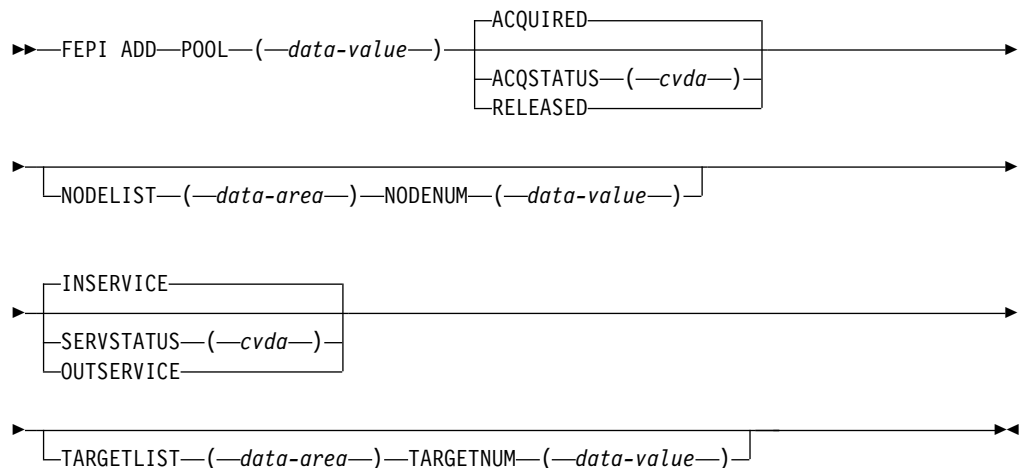 ACQUIRED
FEPI ADD POOL ( data-value )
ACQSTATUS ( cvda )
RELEASED
NODELIST ( data-area ) NODENUM ( data-value )
INSERVICE
SERVSTATUS ( cvda )
OUTSERVICE
TARGETLIST ( data-area ) TARGETNUM ( data-value )